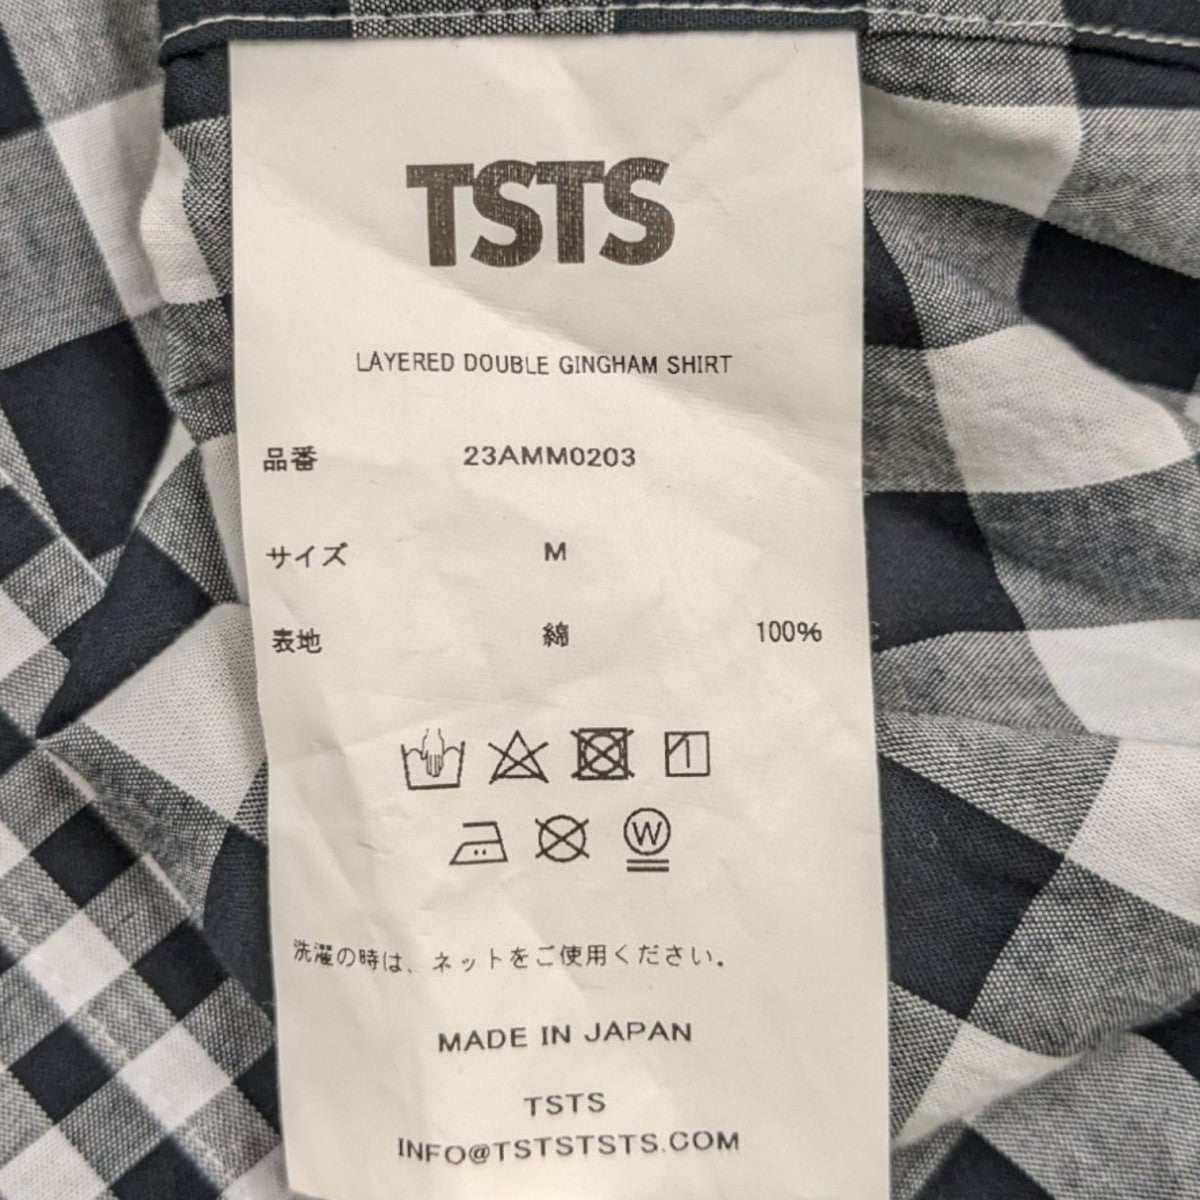 TSTS
LAYERED DOUBLE GINGHAM SHIRT
品番 23AMM0203
サイズ M
表地 綿 100%
W
洗濯の時は、ネットをご使用ください。
MADE IN JAPAN
TSTS
INFO@TSTSTSTS.COM